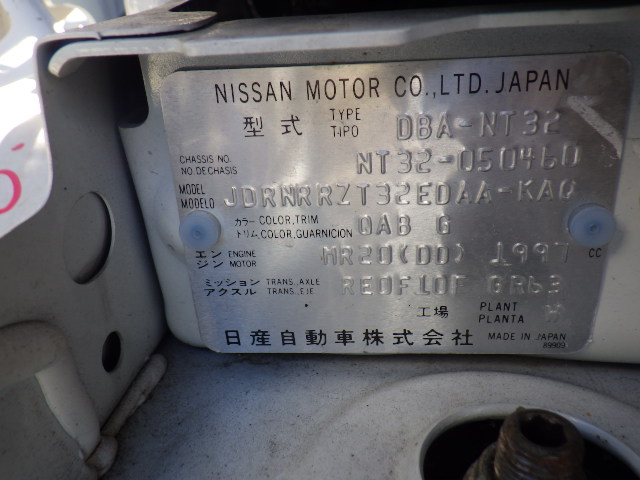 NISSAN MOTOR CO.,LTD. JAPAN
型式 TYPE TIPO DBA-NT32
CHASSIS NO. NO.DE CHASIS NT32-050460
MODEL MODELO JDRNRRZT32EDAA-KAQ
カラー COLOR,TRIM トリム COLOR,GUARNICION QAB G
エンジン ENGINE MOTOR MR20(DD) 1997 CC
ミッション TRANS.,AXLE アクスル TRANS.,EJE RE0F10F GR63
工場 PLANT PLANTA
日産自動車株式会社 MADE IN JAPAN
89909